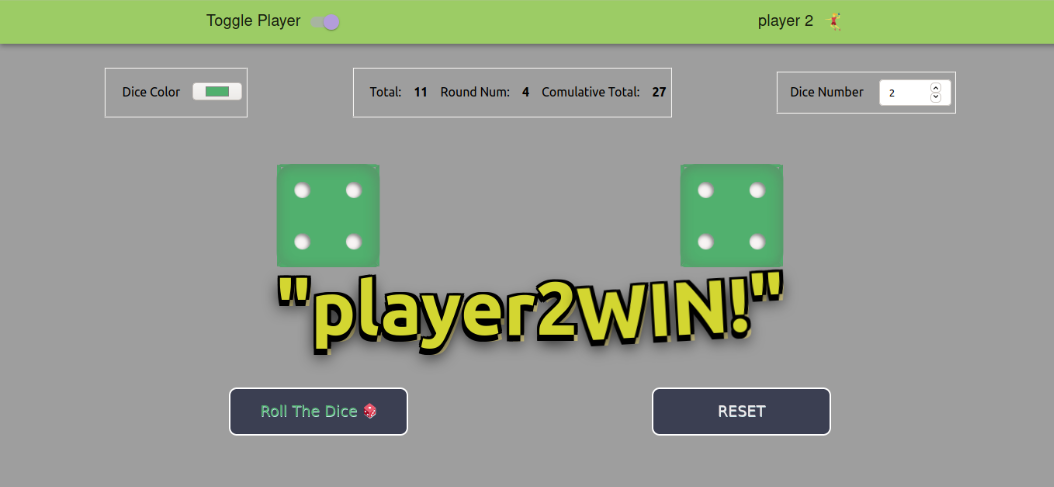 Toggle Player player 2
Dice Color Total: 11 Round Num: 4 Comulative Total: 27 Dice Number 2
"player2WIN!"
Roll The Dice RESET